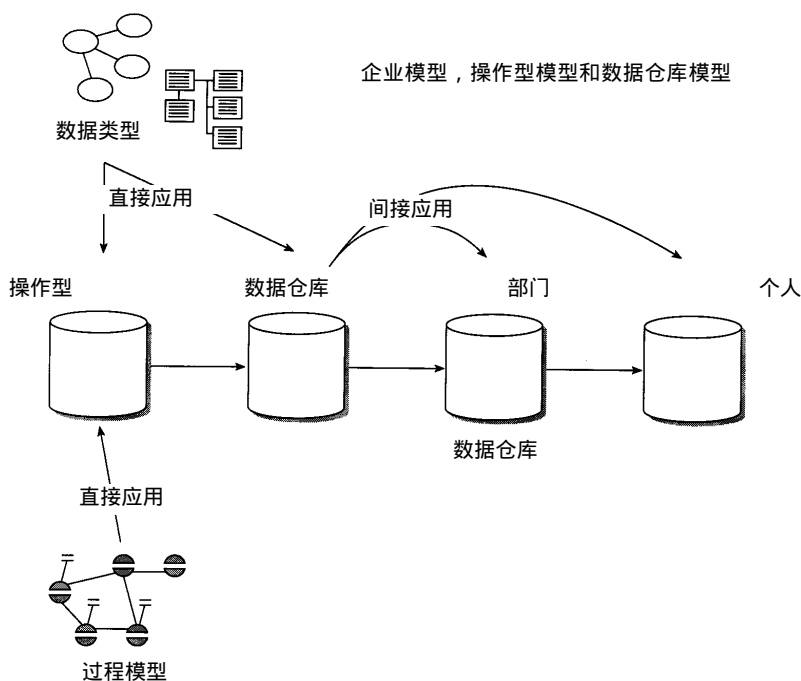 企业模型，操作型模型和数据仓库模型
数据类型
直接应用
间接应用
操作型
数据仓库
部门
个人
数据仓库
直接应用
过程模型